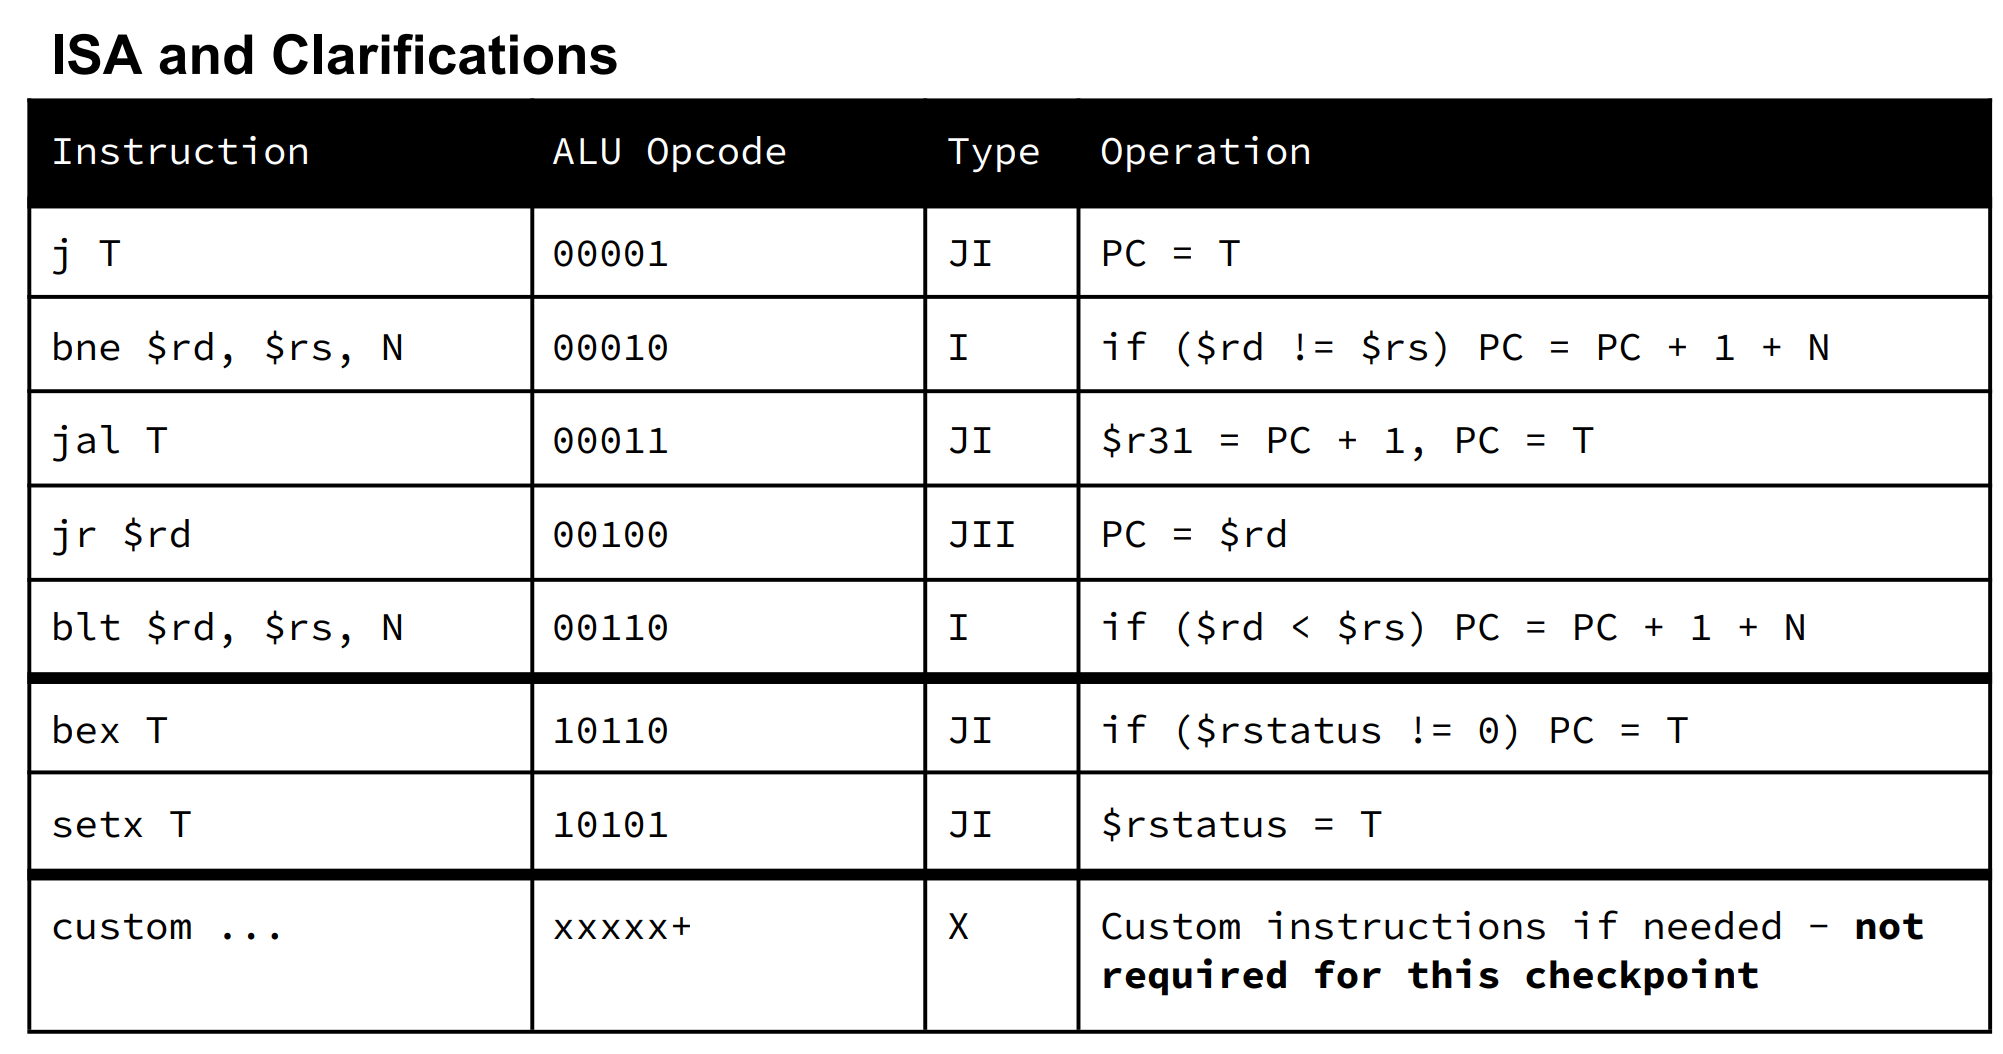 ISA and Clarifications
Instruction ALU Opcode Type Operation
j T 00001 JI PC = T
bne $rd, $rs, N 00010 I if ($rd != $rs) PC = PC + 1 + N
jal T 00011 JI $r31 = PC + 1, PC = T
jr $rd 00100 JII PC = $rd
blt $rd, $rs, N 00110 I if ($rd < $rs) PC = PC + 1 + N
bex T 10110 JI if ($rstatus != 0) PC = T
setx T 10101 JI $rstatus = T
custom ... xxxxx+ X Custom instructions if needed – not
required for this checkpoint